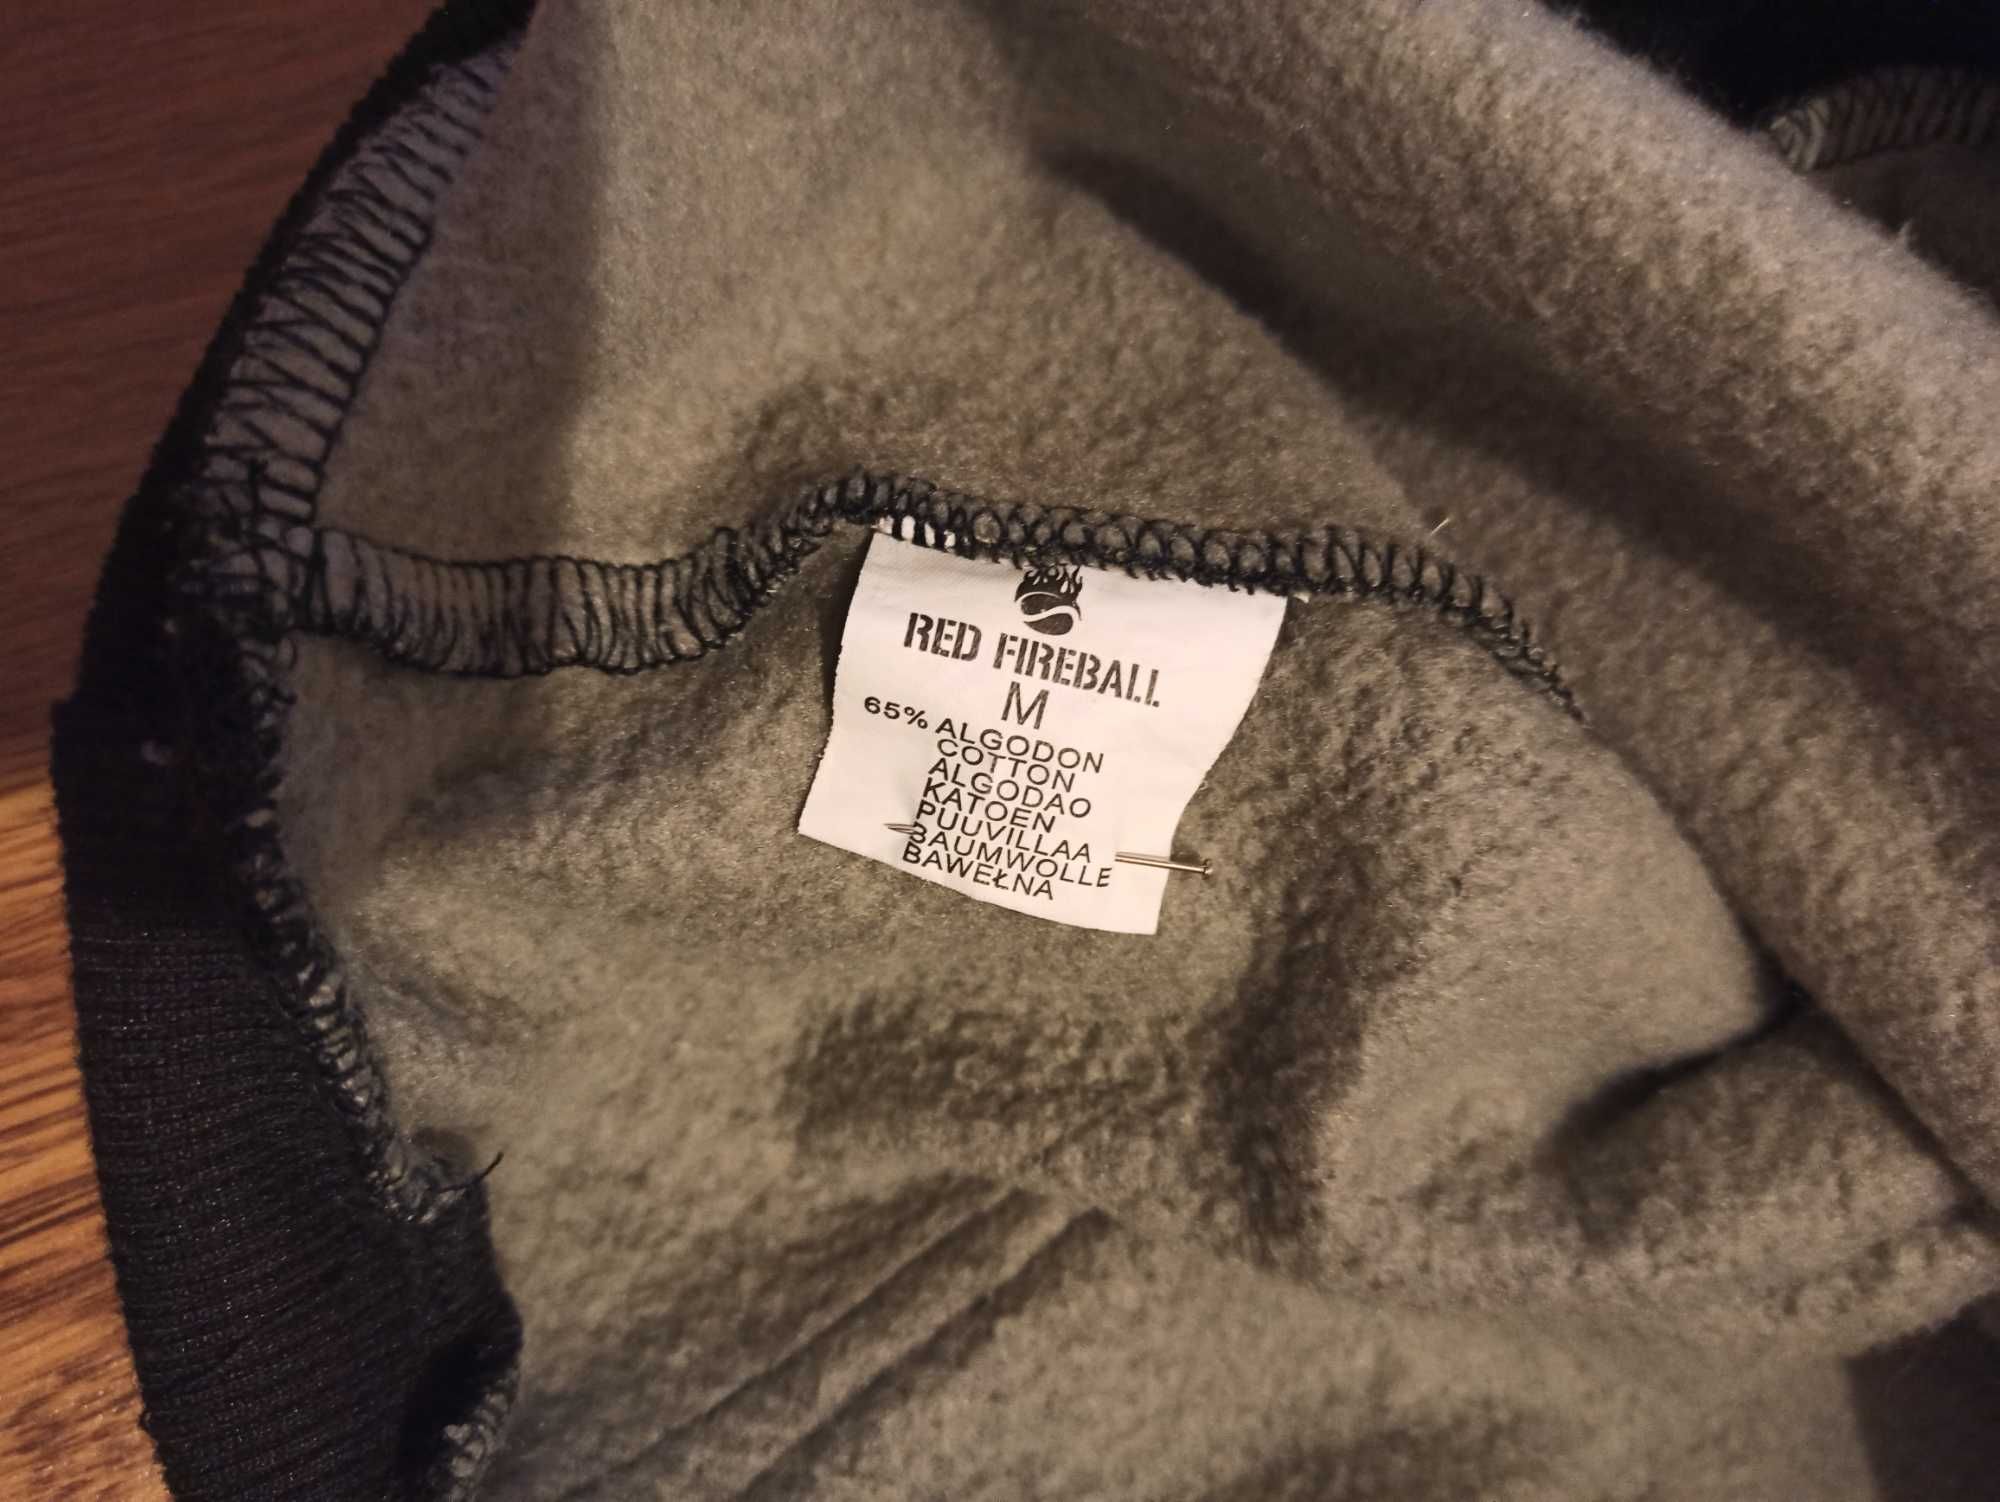 RED FIREBALL
M
65% ALGODON
COTTON
ALGODAO
KATOEN
PUUVILLAA
BAUMWOLLE
BAWEŁNA